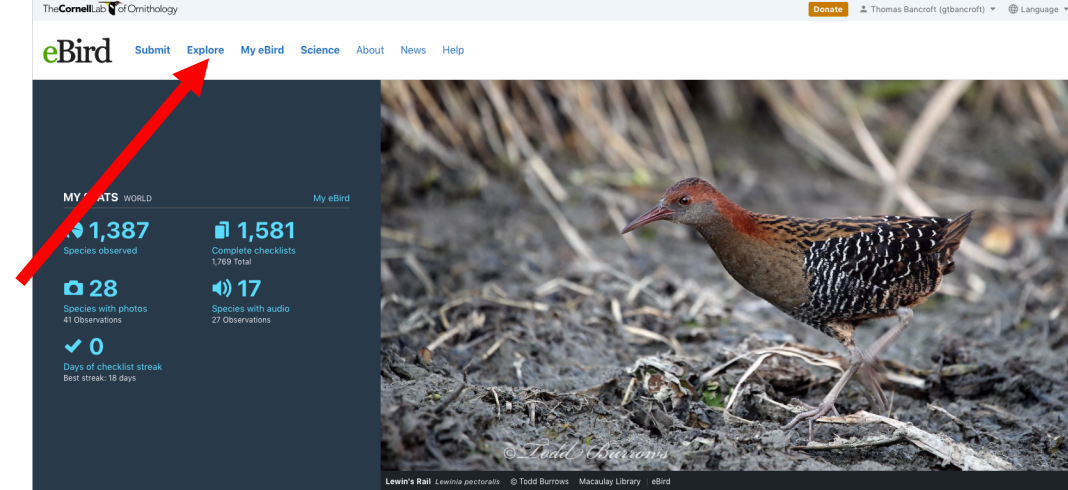 TheCornellLab of Ornithology
Donate Thomas Bancroft (gtbancroft) Language
eBird Submit Explore My eBird Science About News Help
MY STATS WORLD My eBird
1,387 1,581
Species observed Complete checklists
1,769 Total
28 17
Species with photos Species with audio
41 Observations 27 Observations
0
Days of checklist streak
Best streak: 18 days
© Todd Burrows
Lewin's Rail Lewinia pectoralis © Todd Burrows Macaulay Library eBird